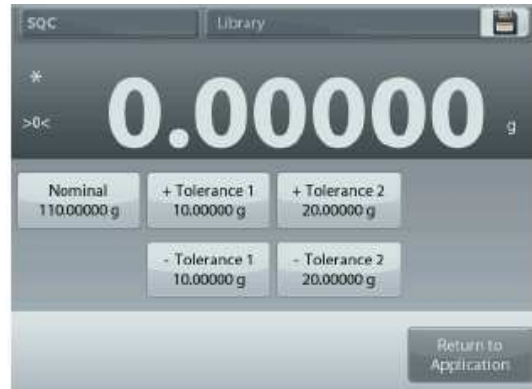 SQC
Library
*
>0<
0.00000 g
Nominal
110.00000 g
+ Tolerance 1
10.00000 g
+ Tolerance 2
20.00000 g
- Tolerance 1
10.00000 g
- Tolerance 2
20.00000 g
Return to
Application